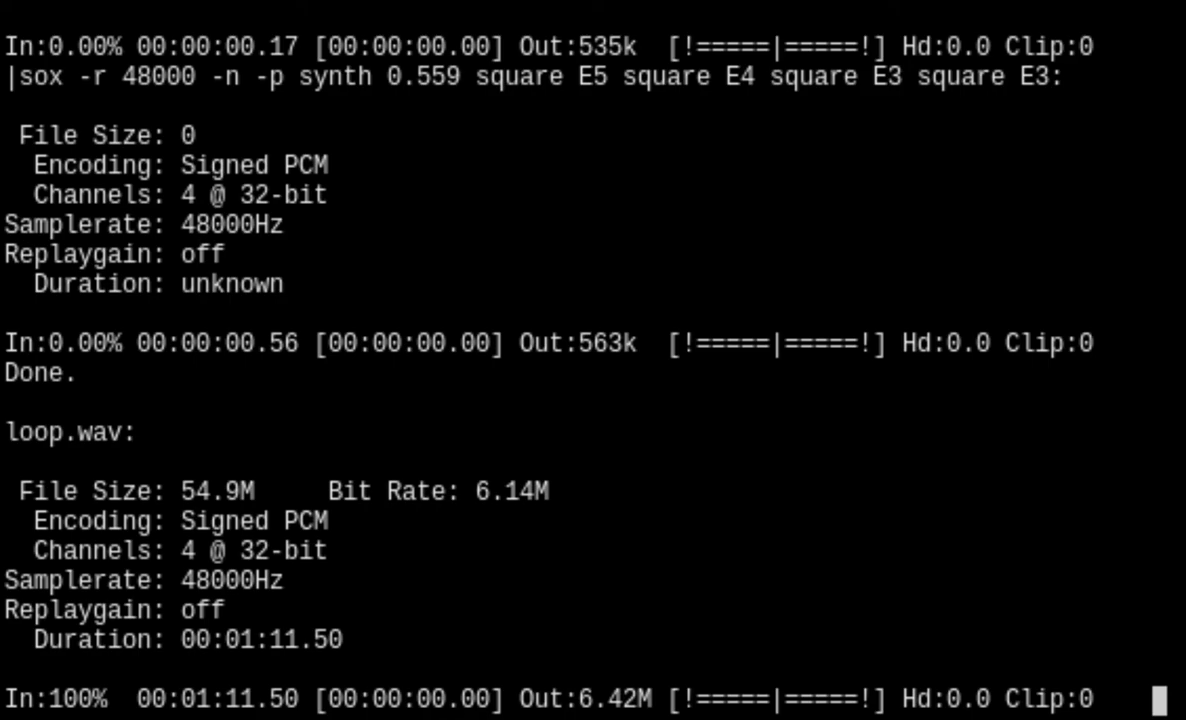 In:0.00% 00:00:00.17 [00:00:00.00] Out:535k  [!=====|=====!] Hd:0.0 Clip:0
|sox -r 48000 -n -p synth 0.559 square E5 square E4 square E3 square E3:
File Size: 0
Encoding: Signed PCM
Channels: 4 @ 32-bit
Samplerate: 48000Hz
Replaygain: off
Duration: unknown
In:0.00% 00:00:00.56 [00:00:00.00] Out:563k  [!=====|=====!] Hd:0.0 Clip:0
Done.
loop.wav:
File Size: 54.9M     Bit Rate: 6.14M
Encoding: Signed PCM
Channels: 4 @ 32-bit
Samplerate: 48000Hz
Replaygain: off
Duration: 00:01:11.50
In:100%  00:01:11.50 [00:00:00.00] Out:6.42M [!=====|=====!] Hd:0.0 Clip:0